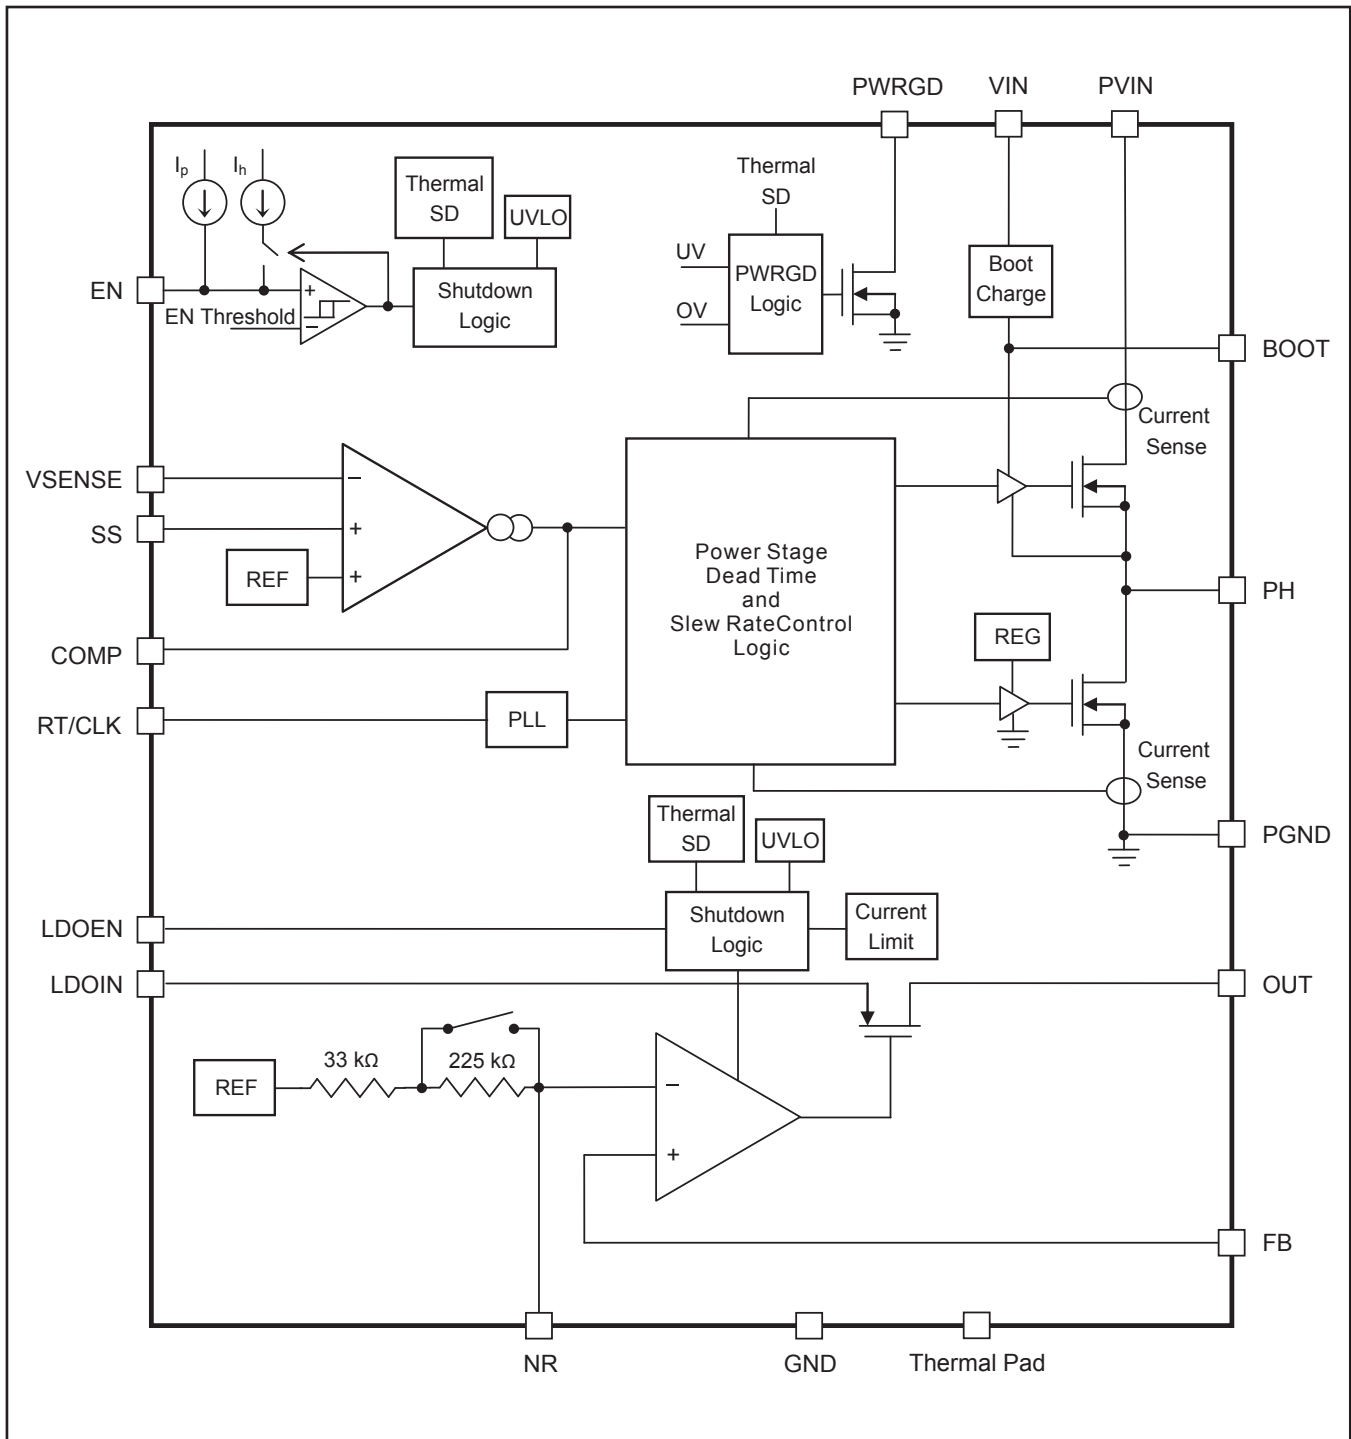 PWRGD
VIN
PVIN
Ip
Ih
Thermal
SD
UVLO
Thermal
SD
UV
PWRGD
Logic
OV
Boot
Charge
EN
EN Threshold
+
−
Shutdown
Logic
BOOT
Current
Sense
VSENSE
−
SS
+
REF
+
Power Stage
Dead Time
and
Slew RateControl
Logic
PH
REG
COMP
RT/CLK
PLL
Current
Sense
Thermal
SD
UVLO
PGND
LDOEN
Shutdown
Logic
Current
Limit
LDOIN
OUT
REF
33 kΩ
225 kΩ
−
+
FB
NR
GND
Thermal Pad